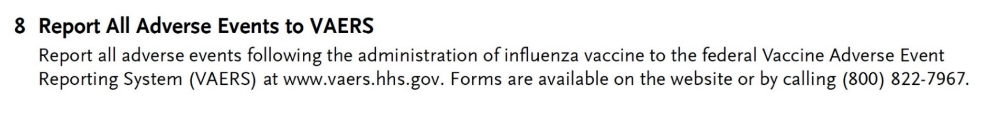 8 Report All Adverse Events to VAERS
Report all adverse events following the administration of influenza vaccine to the federal Vaccine Adverse Event
Reporting System (VAERS) at www.vaers.hhs.gov. Forms are available on the website or by calling (800) 822-7967.